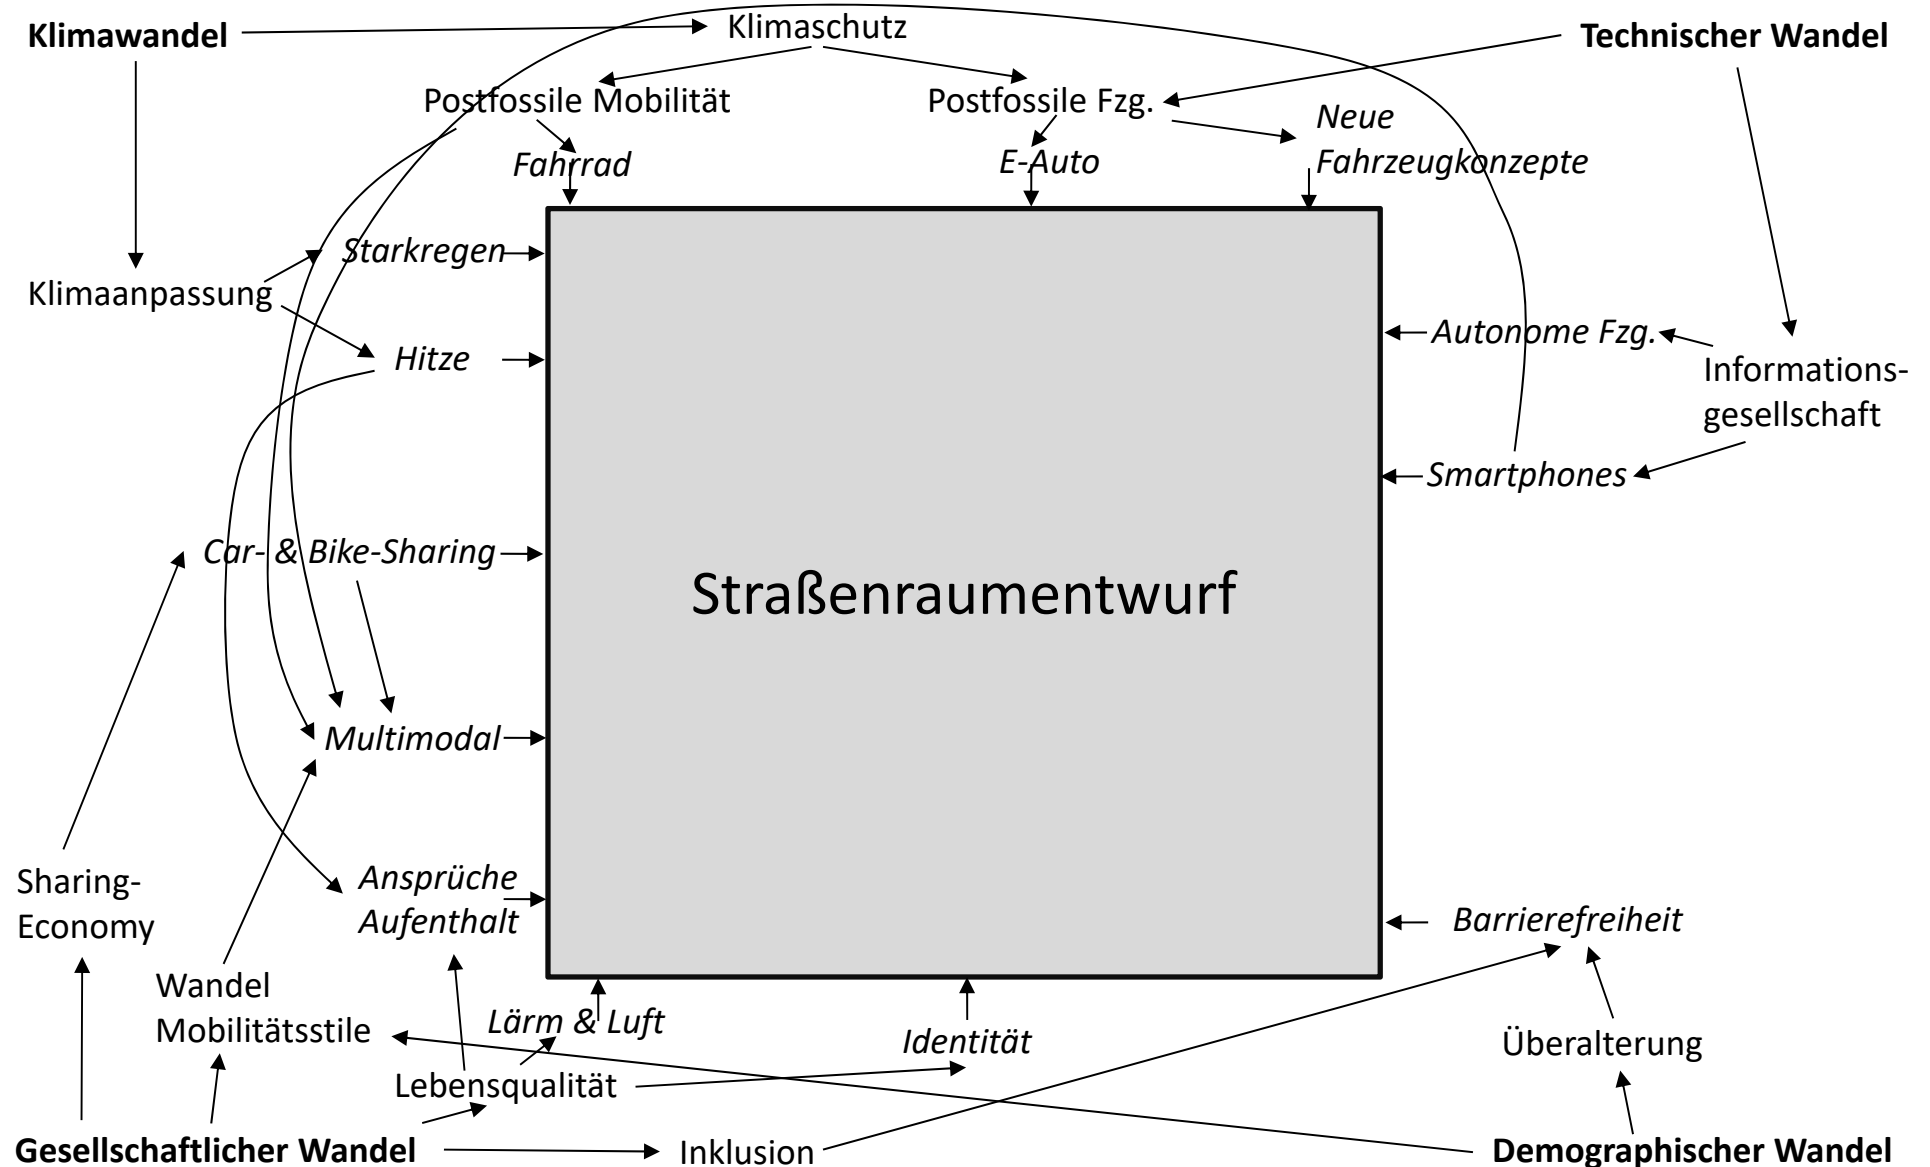 Klimawandel
Klimaschutz
Technischer Wandel
Postfossile Mobilität
Postfossile Fzg.
Neue
Fahrzeugkonzepte
Fahrrad
E-Auto
Starkregen
Klimaanpassung
Hitze
Autonome Fzg.
Informations-
gesellschaft
Smartphones
Car- & Bike-Sharing
Straßenraumentwurf
Multimodal
Sharing-
Economy
Ansprüche
Aufenthalt
Barrierefreiheit
Wandel
Mobilitätsstile
Lärm & Luft
Identität
Überalterung
Lebensqualität
Gesellschaftlicher Wandel
Inklusion
Demographischer Wandel